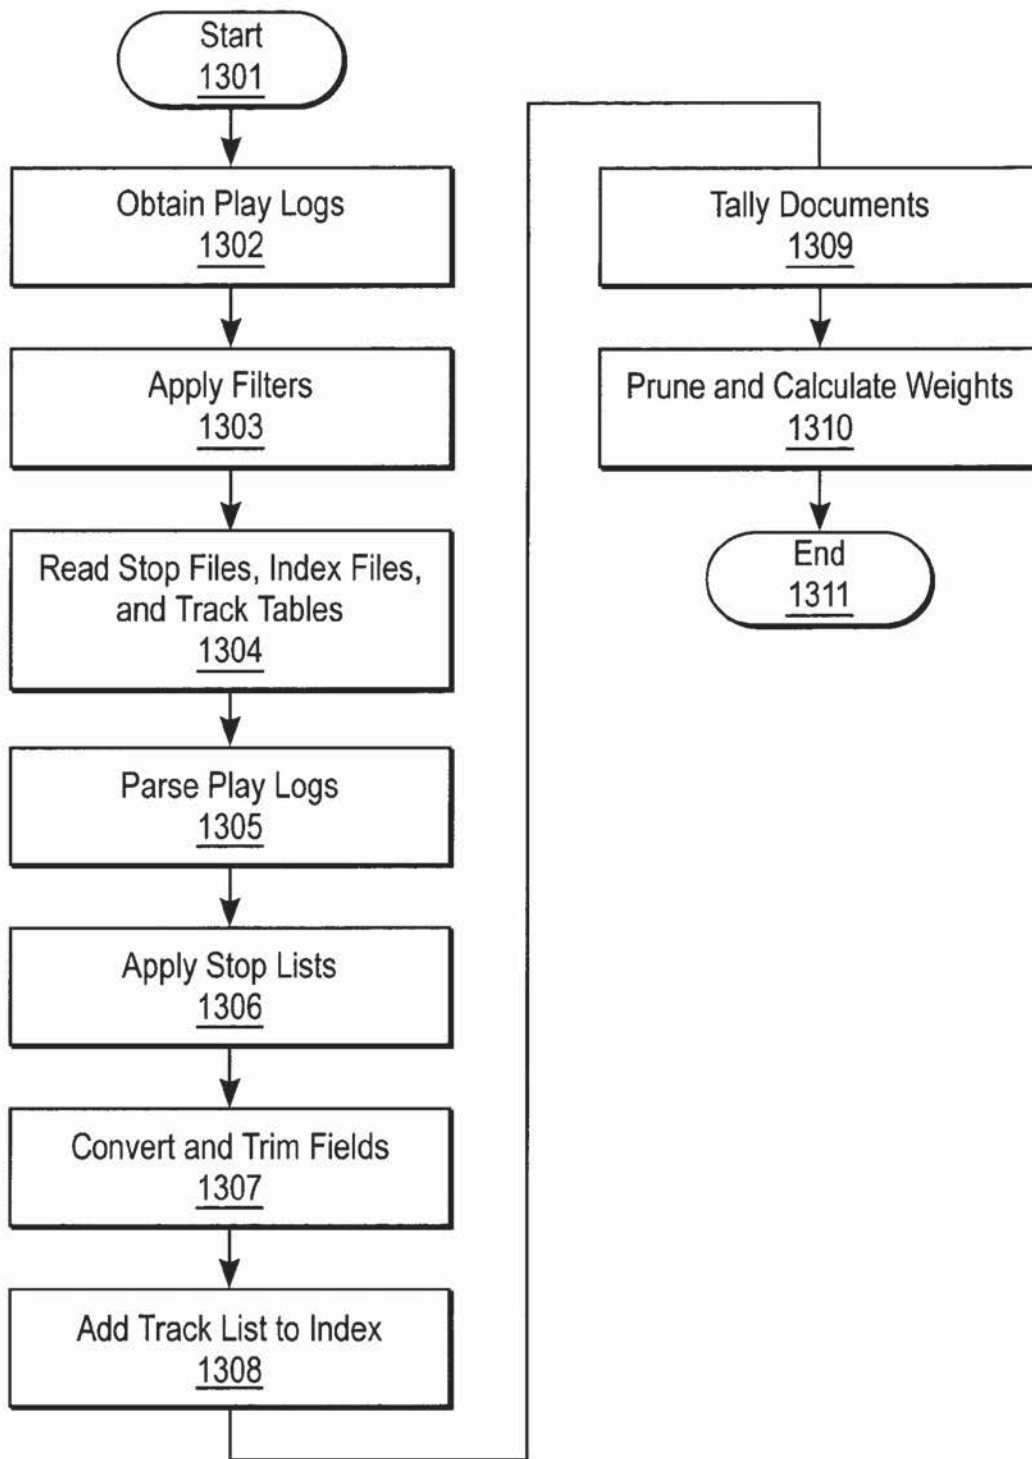 Start
1301
Obtain Play Logs
1302
Apply Filters
1303
Read Stop Files, Index Files,
and Track Tables
1304
Parse Play Logs
1305
Apply Stop Lists
1306
Convert and Trim Fields
1307
Add Track List to Index
1308
Tally Documents
1309
Prune and Calculate Weights
1310
End
1311